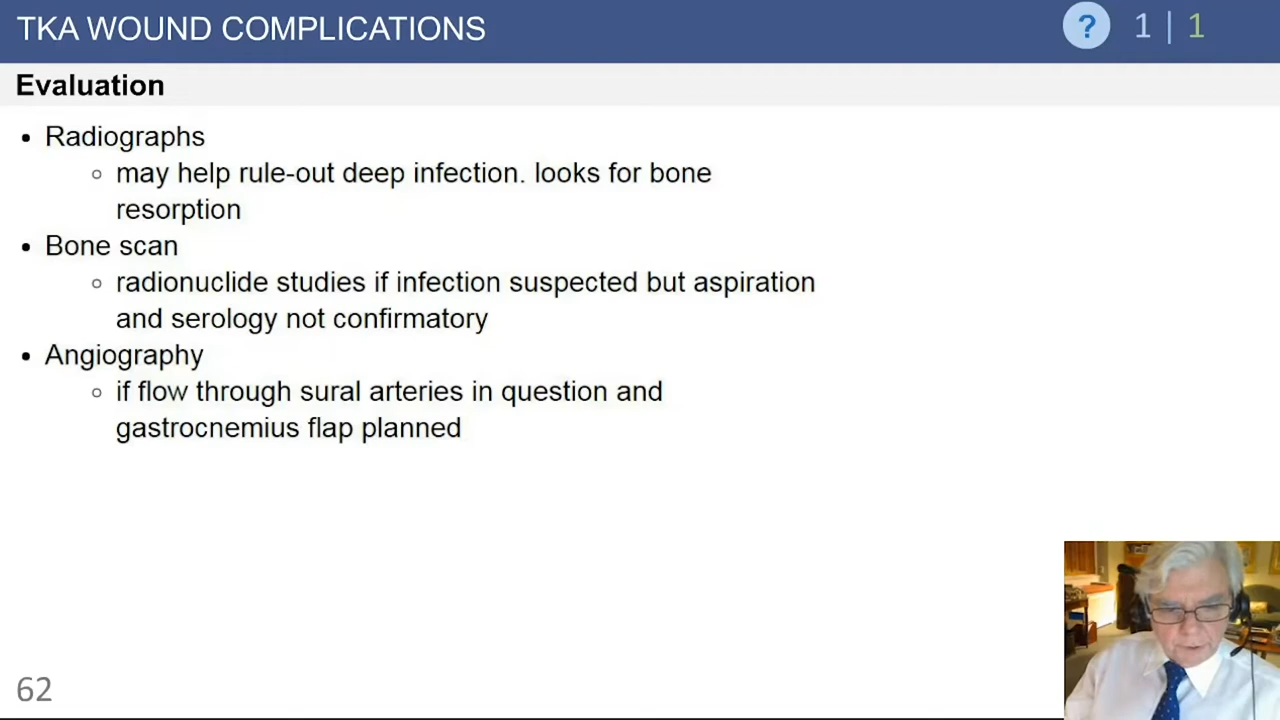 TKA WOUND COMPLICATIONS
? 1 | 1
Evaluation
• Radiographs
◦ may help rule-out deep infection. looks for bone
resorption
• Bone scan
◦ radionuclide studies if infection suspected but aspiration
and serology not confirmatory
• Angiography
◦ if flow through sural arteries in question and
gastrocnemius flap planned
62